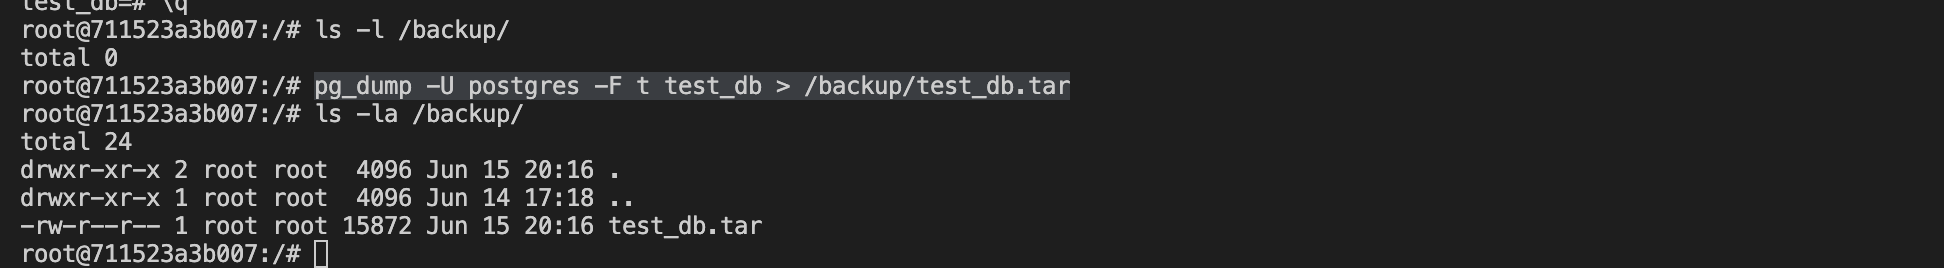 test_db=# \q
root@711523a3b007:/# ls -l /backup/
total 0
root@711523a3b007:/# pg_dump -U postgres -F t test_db > /backup/test_db.tar
root@711523a3b007:/# ls -la /backup/
total 24
drwxr-xr-x 2 root root  4096 Jun 15 20:16 .
drwxr-xr-x 1 root root  4096 Jun 14 17:18 ..
-rw-r--r-- 1 root root 15872 Jun 15 20:16 test_db.tar
root@711523a3b007:/#